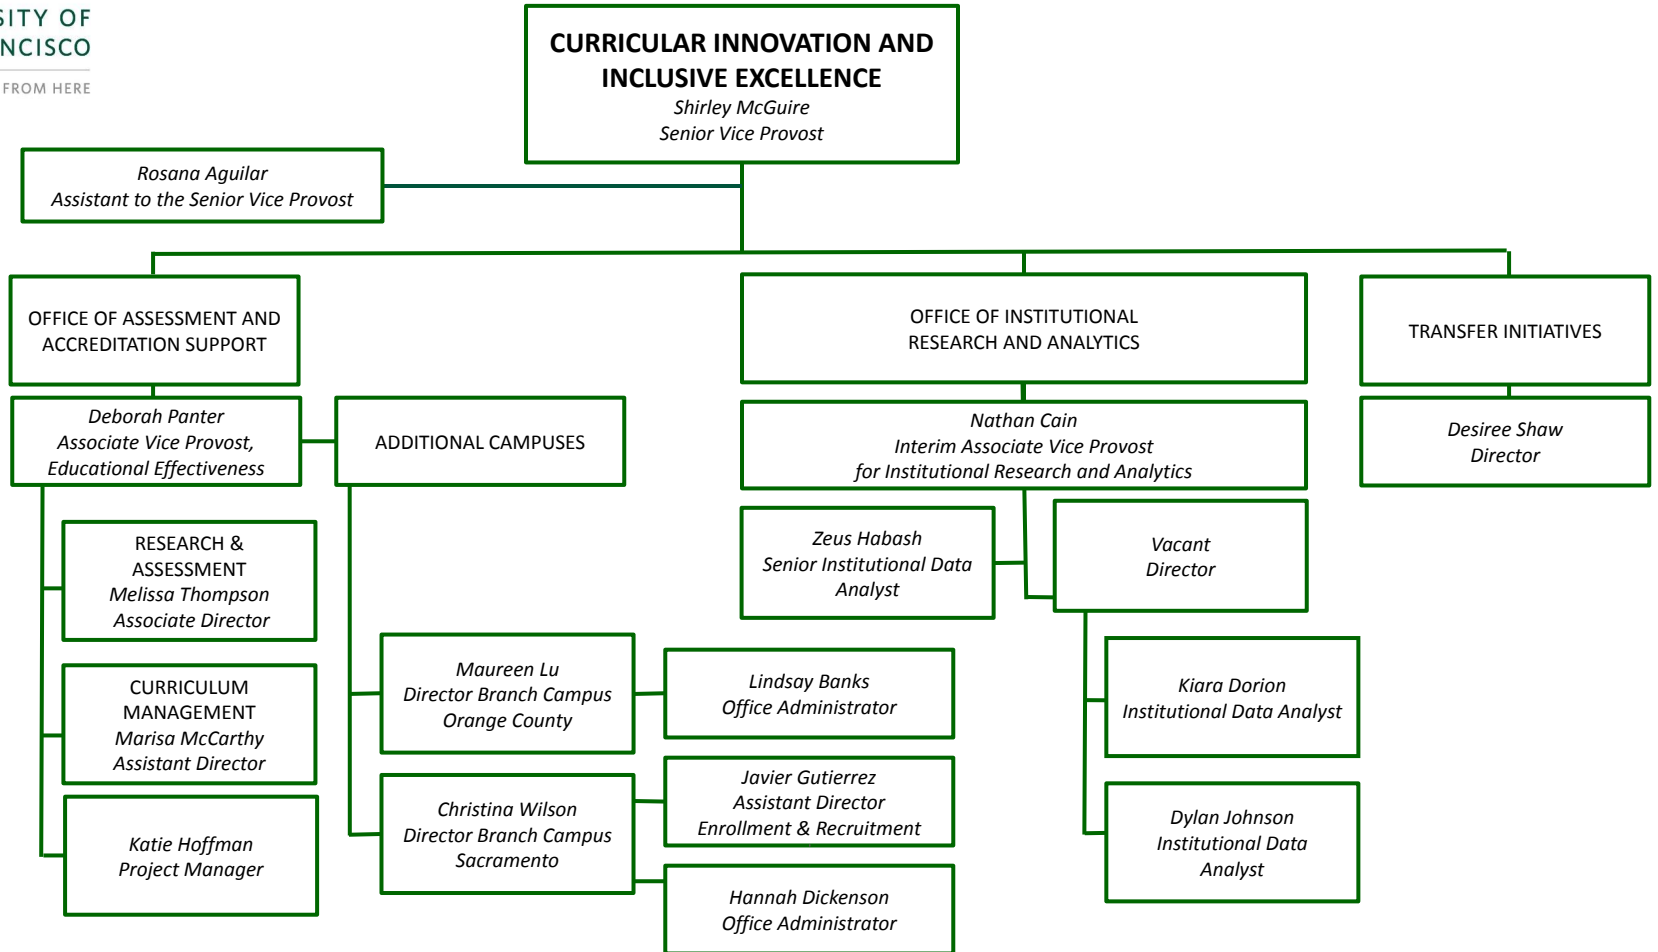 SITY OF
NCISCO
FROM HERE
CURRICULAR INNOVATION AND
INCLUSIVE EXCELLENCE
Shirley McGuire
Senior Vice Provost
Rosana Aguilar
Assistant to the Senior Vice Provost
OFFICE OF ASSESSMENT AND
ACCREDITATION SUPPORT
OFFICE OF INSTITUTIONAL
RESEARCH AND ANALYTICS
TRANSFER INITIATIVES
Deborah Panter
Associate Vice Provost,
Educational Effectiveness
ADDITIONAL CAMPUSES
Nathan Cain
Interim Associate Vice Provost
for Institutional Research and Analytics
Desiree Shaw
Director
RESEARCH &
ASSESSMENT
Melissa Thompson
Associate Director
Zeus Habash
Senior Institutional Data
Analyst
Vacant
Director
CURRICULUM
MANAGEMENT
Marisa McCarthy
Assistant Director
Maureen Lu
Director Branch Campus
Orange County
Lindsay Banks
Office Administrator
Kiara Dorion
Institutional Data Analyst
Katie Hoffman
Project Manager
Christina Wilson
Director Branch Campus
Sacramento
Javier Gutierrez
Assistant Director
Enrollment & Recruitment
Dylan Johnson
Institutional Data
Analyst
Hannah Dickenson
Office Administrator